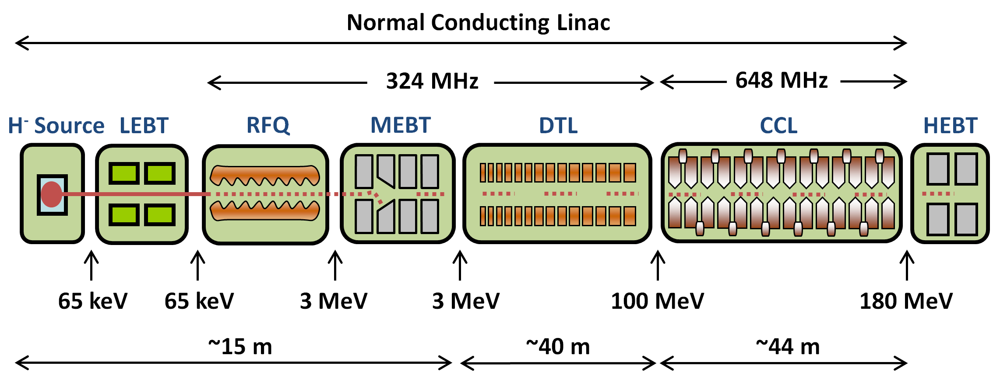 Normal Conducting Linac
324 MHz
648 MHz
H- Source
LEBT
RFQ
MEBT
DTL
CCL
HEBT
65 keV
65 keV
3 MeV
3 MeV
100 MeV
180 MeV
~15 m
~40 m
~44 m